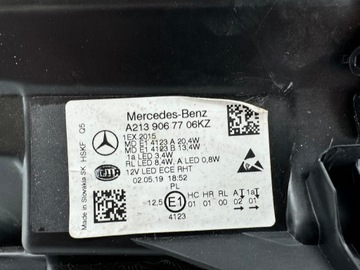 Mercedes-Benz
A213 906 77 06KZ
1EX 2015
MD E1 4123 A 20,4W
MD E1 4123 B 13,4W
1a LED 3,4W
RL LED 8,4W, A LED 0,8W
12V LED ECE RHT
02.05.19 18:52
PL
12,5 E1 HC HR RL A 1a
01 01 00 02 01
4123
Made in Slovakia SK HSKF Q5
HELLA